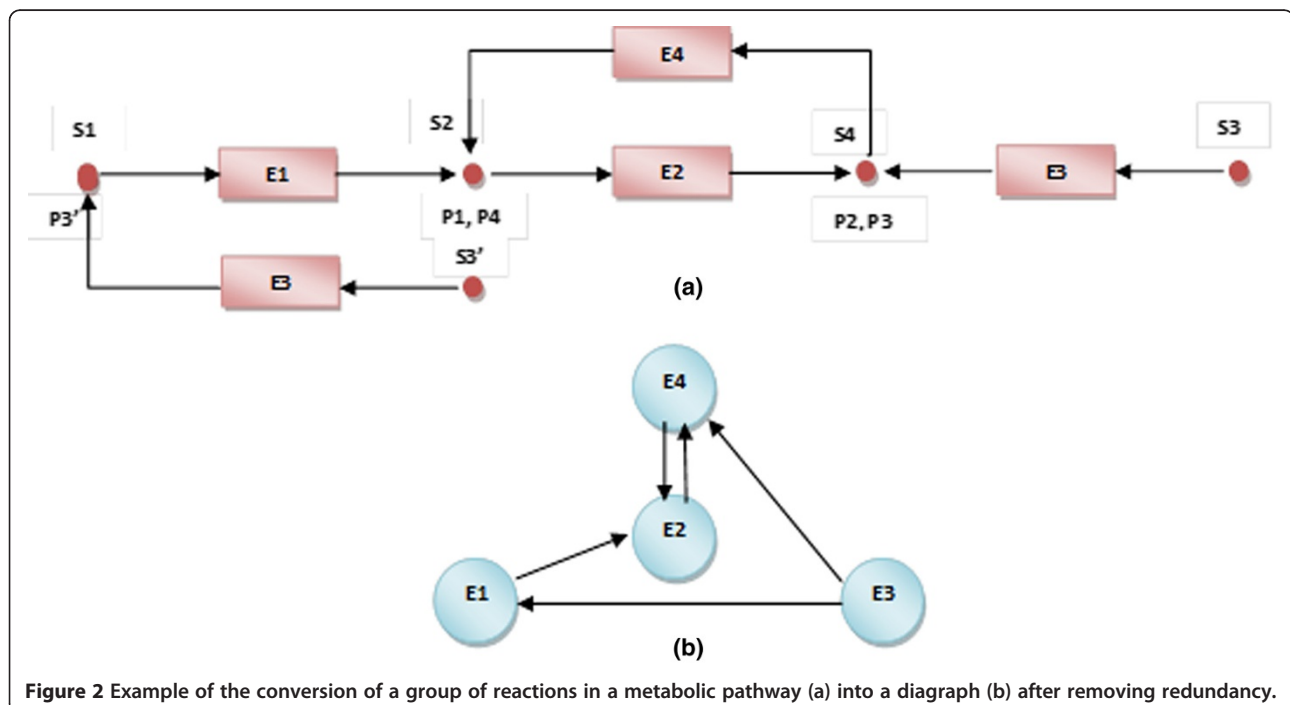 E4
S1
S2
S4
S3
E1
E2
E3
P3’
P1, P4
P2, P3
S3’
E3
(a)
E4
E2
E1
E3
(b)
Figure 2 Example of the conversion of a group of reactions in a metabolic pathway (a) into a diagraph (b) after removing redundancy.